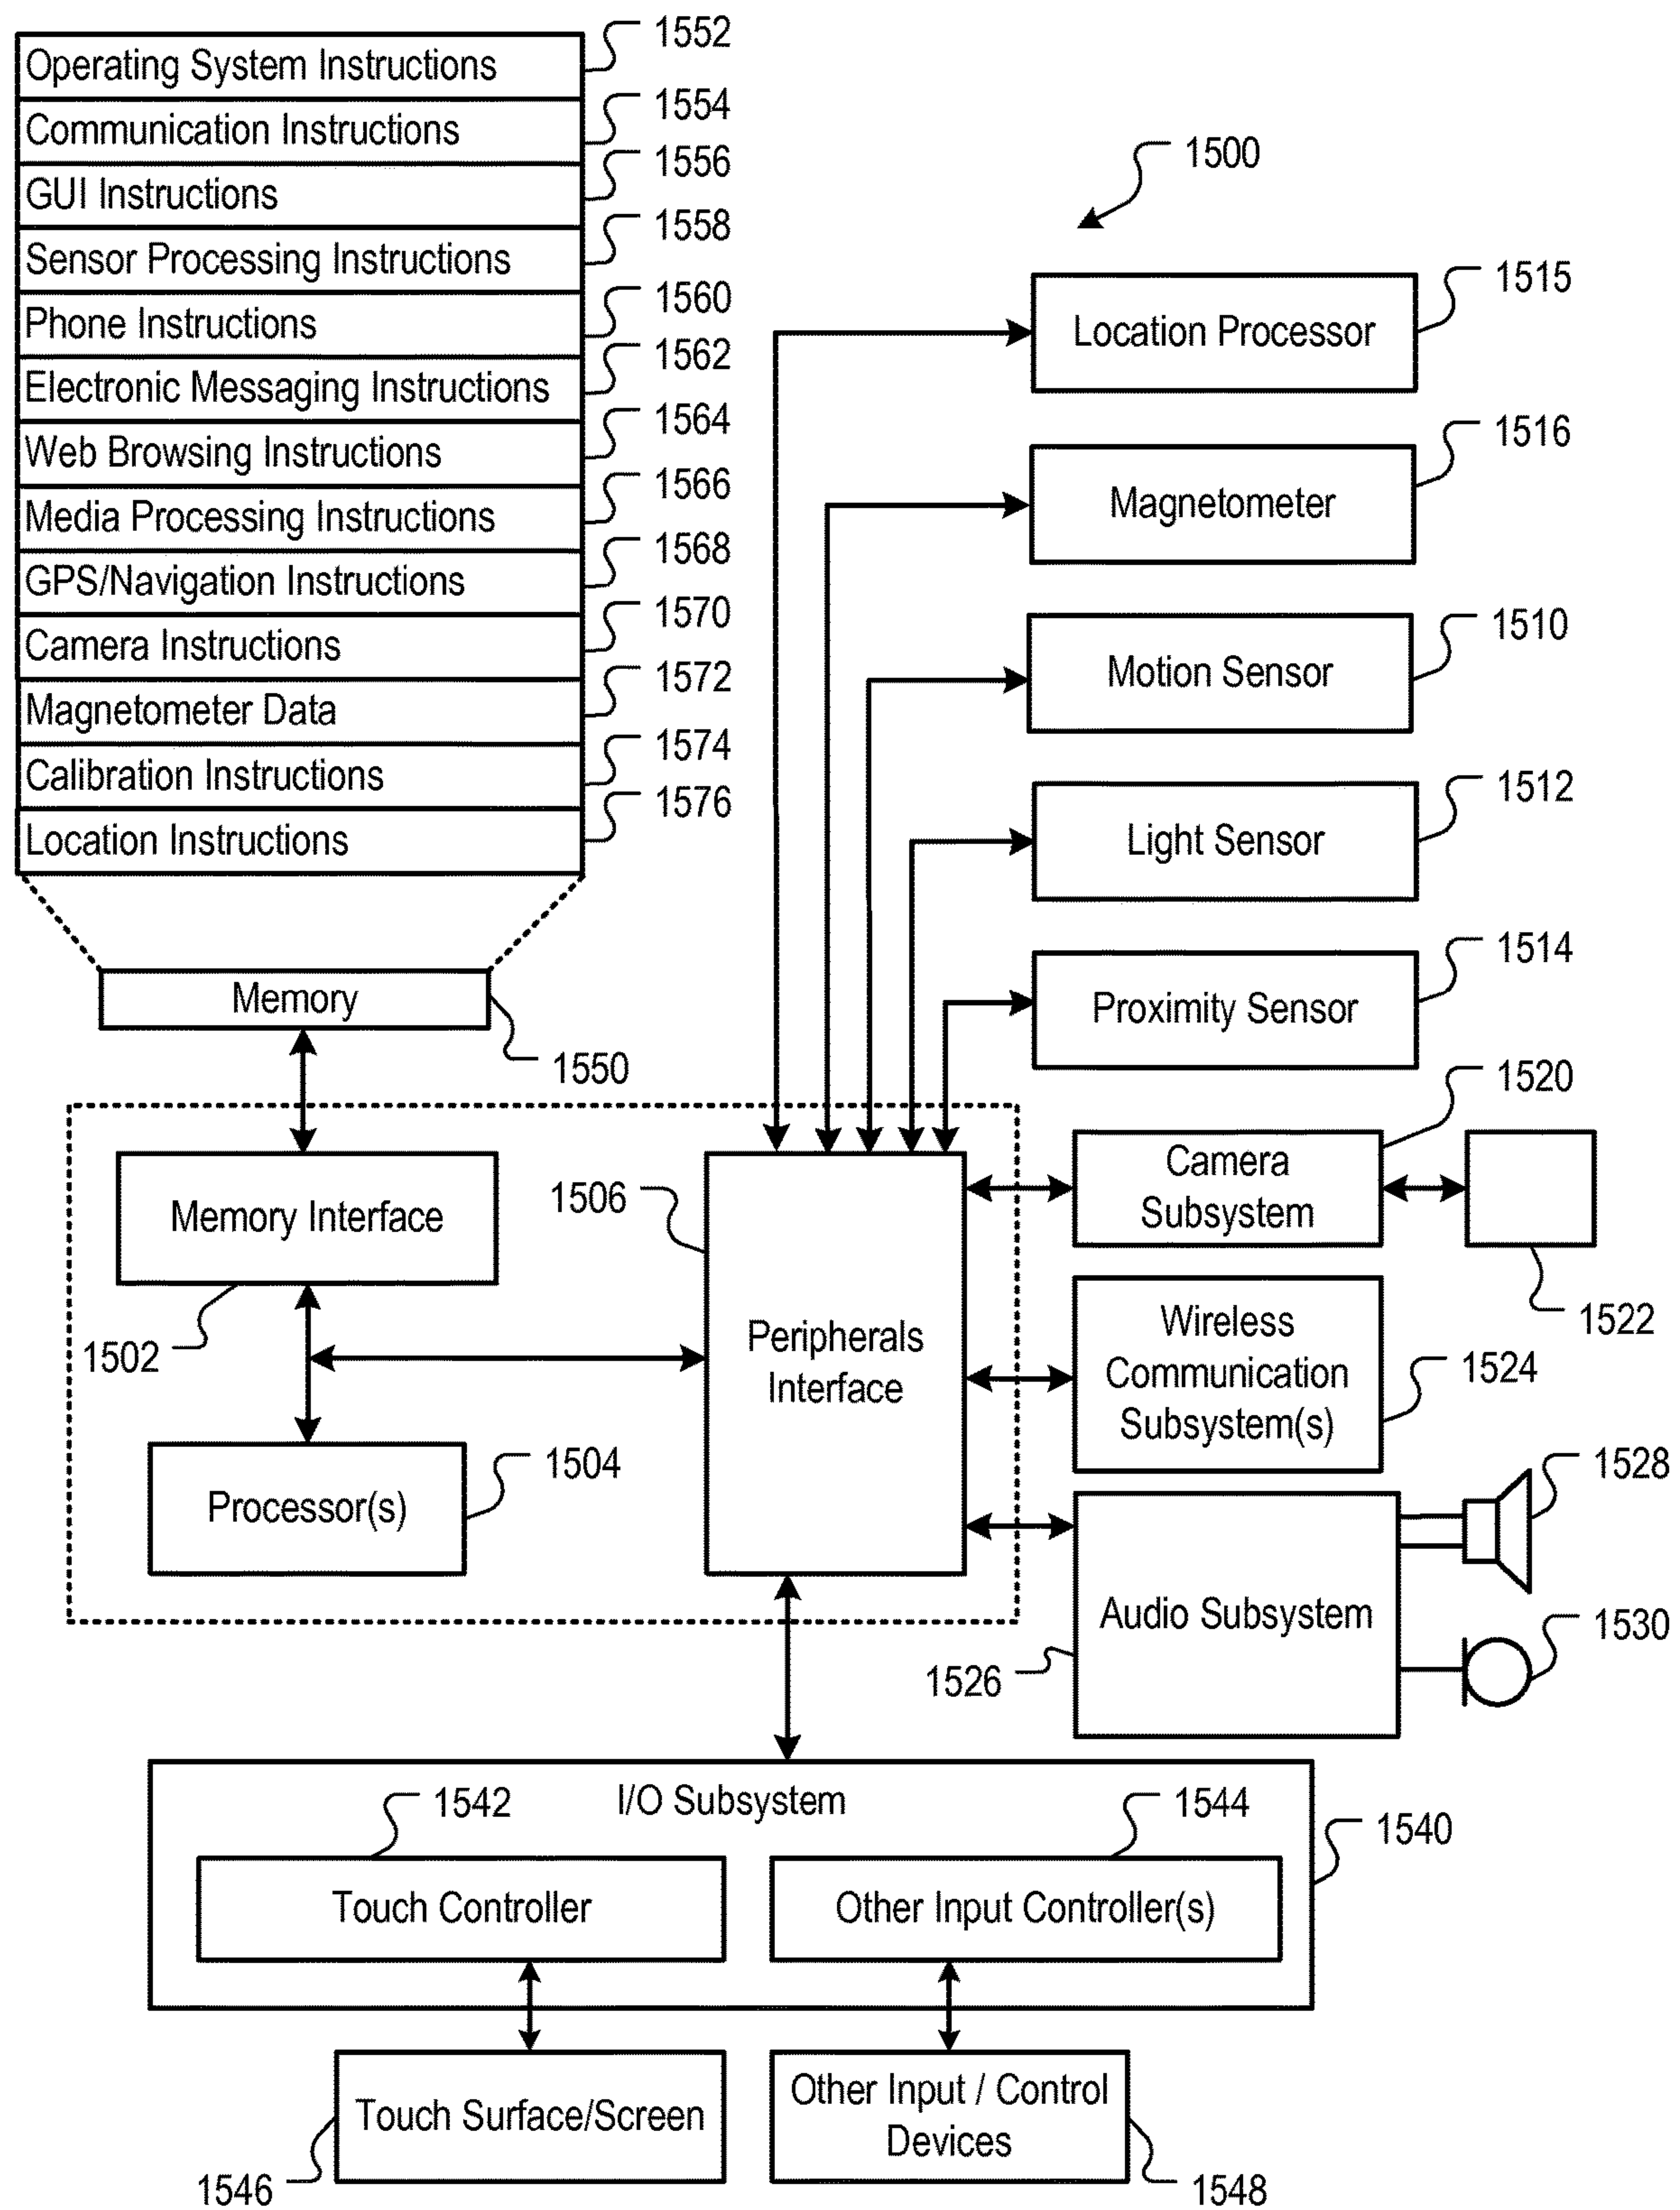 Operating System Instructions
1552
Communication Instructions
1554
GUI Instructions
1556
Sensor Processing Instructions
1558
Phone Instructions
1560
Electronic Messaging Instructions
1562
Web Browsing Instructions
1564
Media Processing Instructions
1566
GPS/Navigation Instructions
1568
Camera Instructions
1570
Magnetometer Data
1572
Calibration Instructions
1574
Location Instructions
1576
Memory
1550
1500
Location Processor
1515
Magnetometer
1516
Motion Sensor
1510
Light Sensor
1512
Proximity Sensor
1514
Memory Interface
1502
Processor(s)
1504
1506
Peripherals
Interface
Camera
Subsystem
1520
1522
Wireless
Communication
Subsystem(s)
1524
Audio Subsystem
1526
1528
1530
I/O Subsystem
1540
1542
Touch Controller
1544
Other Input Controller(s)
Touch Surface/Screen
1546
Other Input / Control
Devices
1548